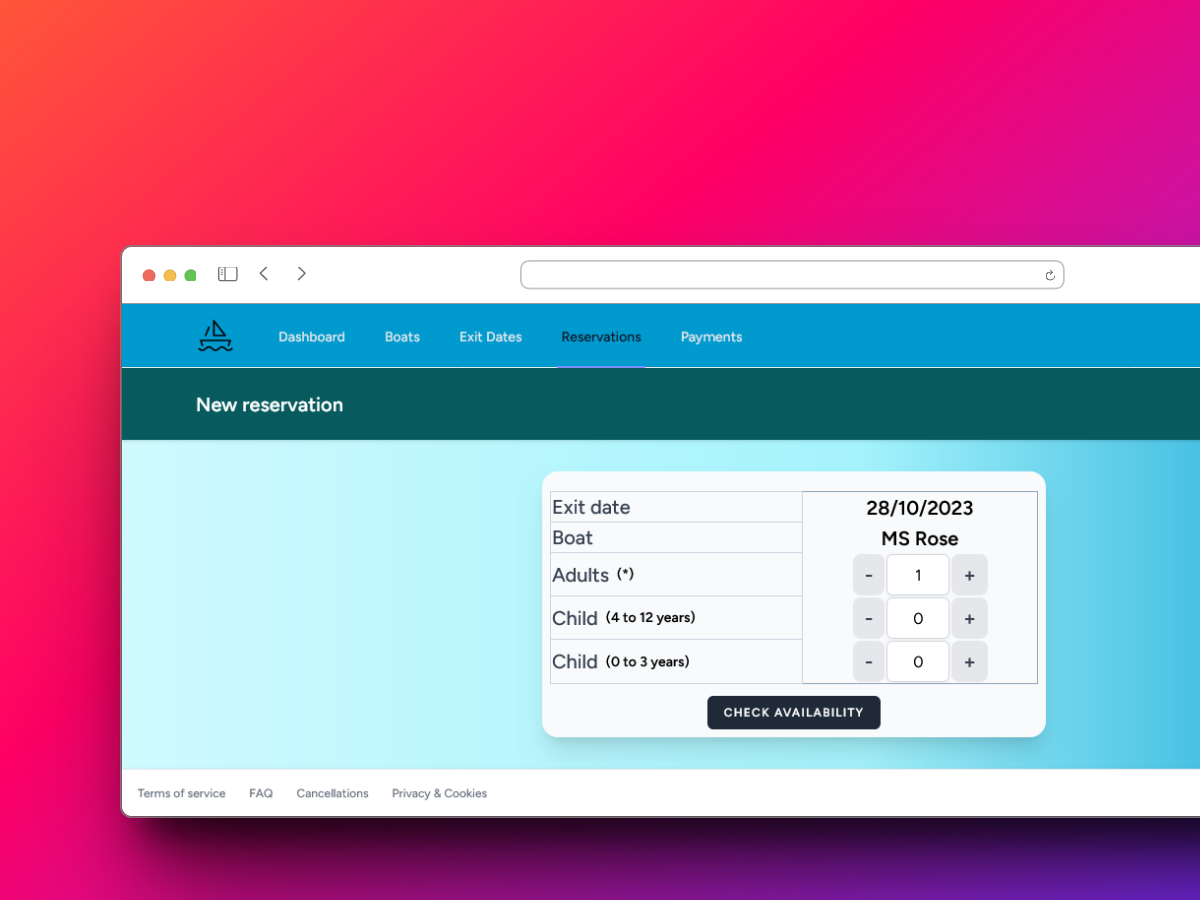 Dashboard Boats Exit Dates Reservations Payments
New reservation
Exit date 28/10/2023
Boat MS Rose
Adults (*) - 1 +
Child (4 to 12 years) - 0 +
Child (0 to 3 years) - 0 +
CHECK AVAILABILITY
Terms of service FAQ Cancellations Privacy & Cookies